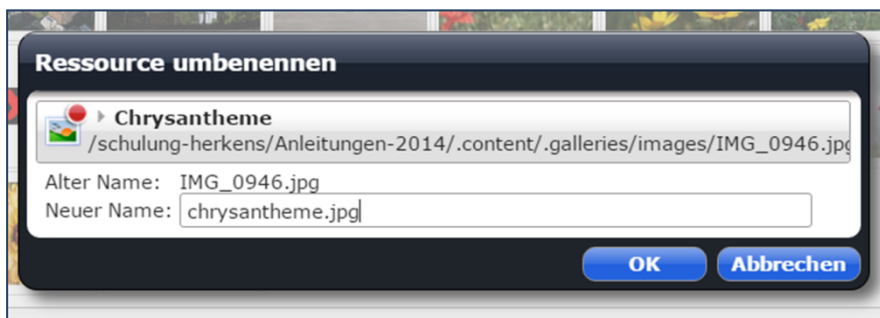 Ressource umbenennen
Chrysantheme
/schulung-herkens/Anleitungen-2014/.content/.galleries/images/IMG_0946.jpg
Alter Name: IMG_0946.jpg
Neuer Name: chrysantheme.jpg
OK Abbrechen